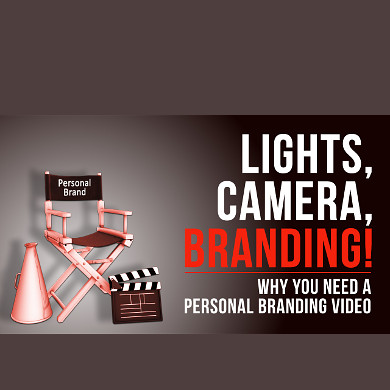 Personal
Brand
LIGHTS,
CAMERA,
BRANDING!
WHY YOU NEED A
PERSONAL BRANDING VIDEO